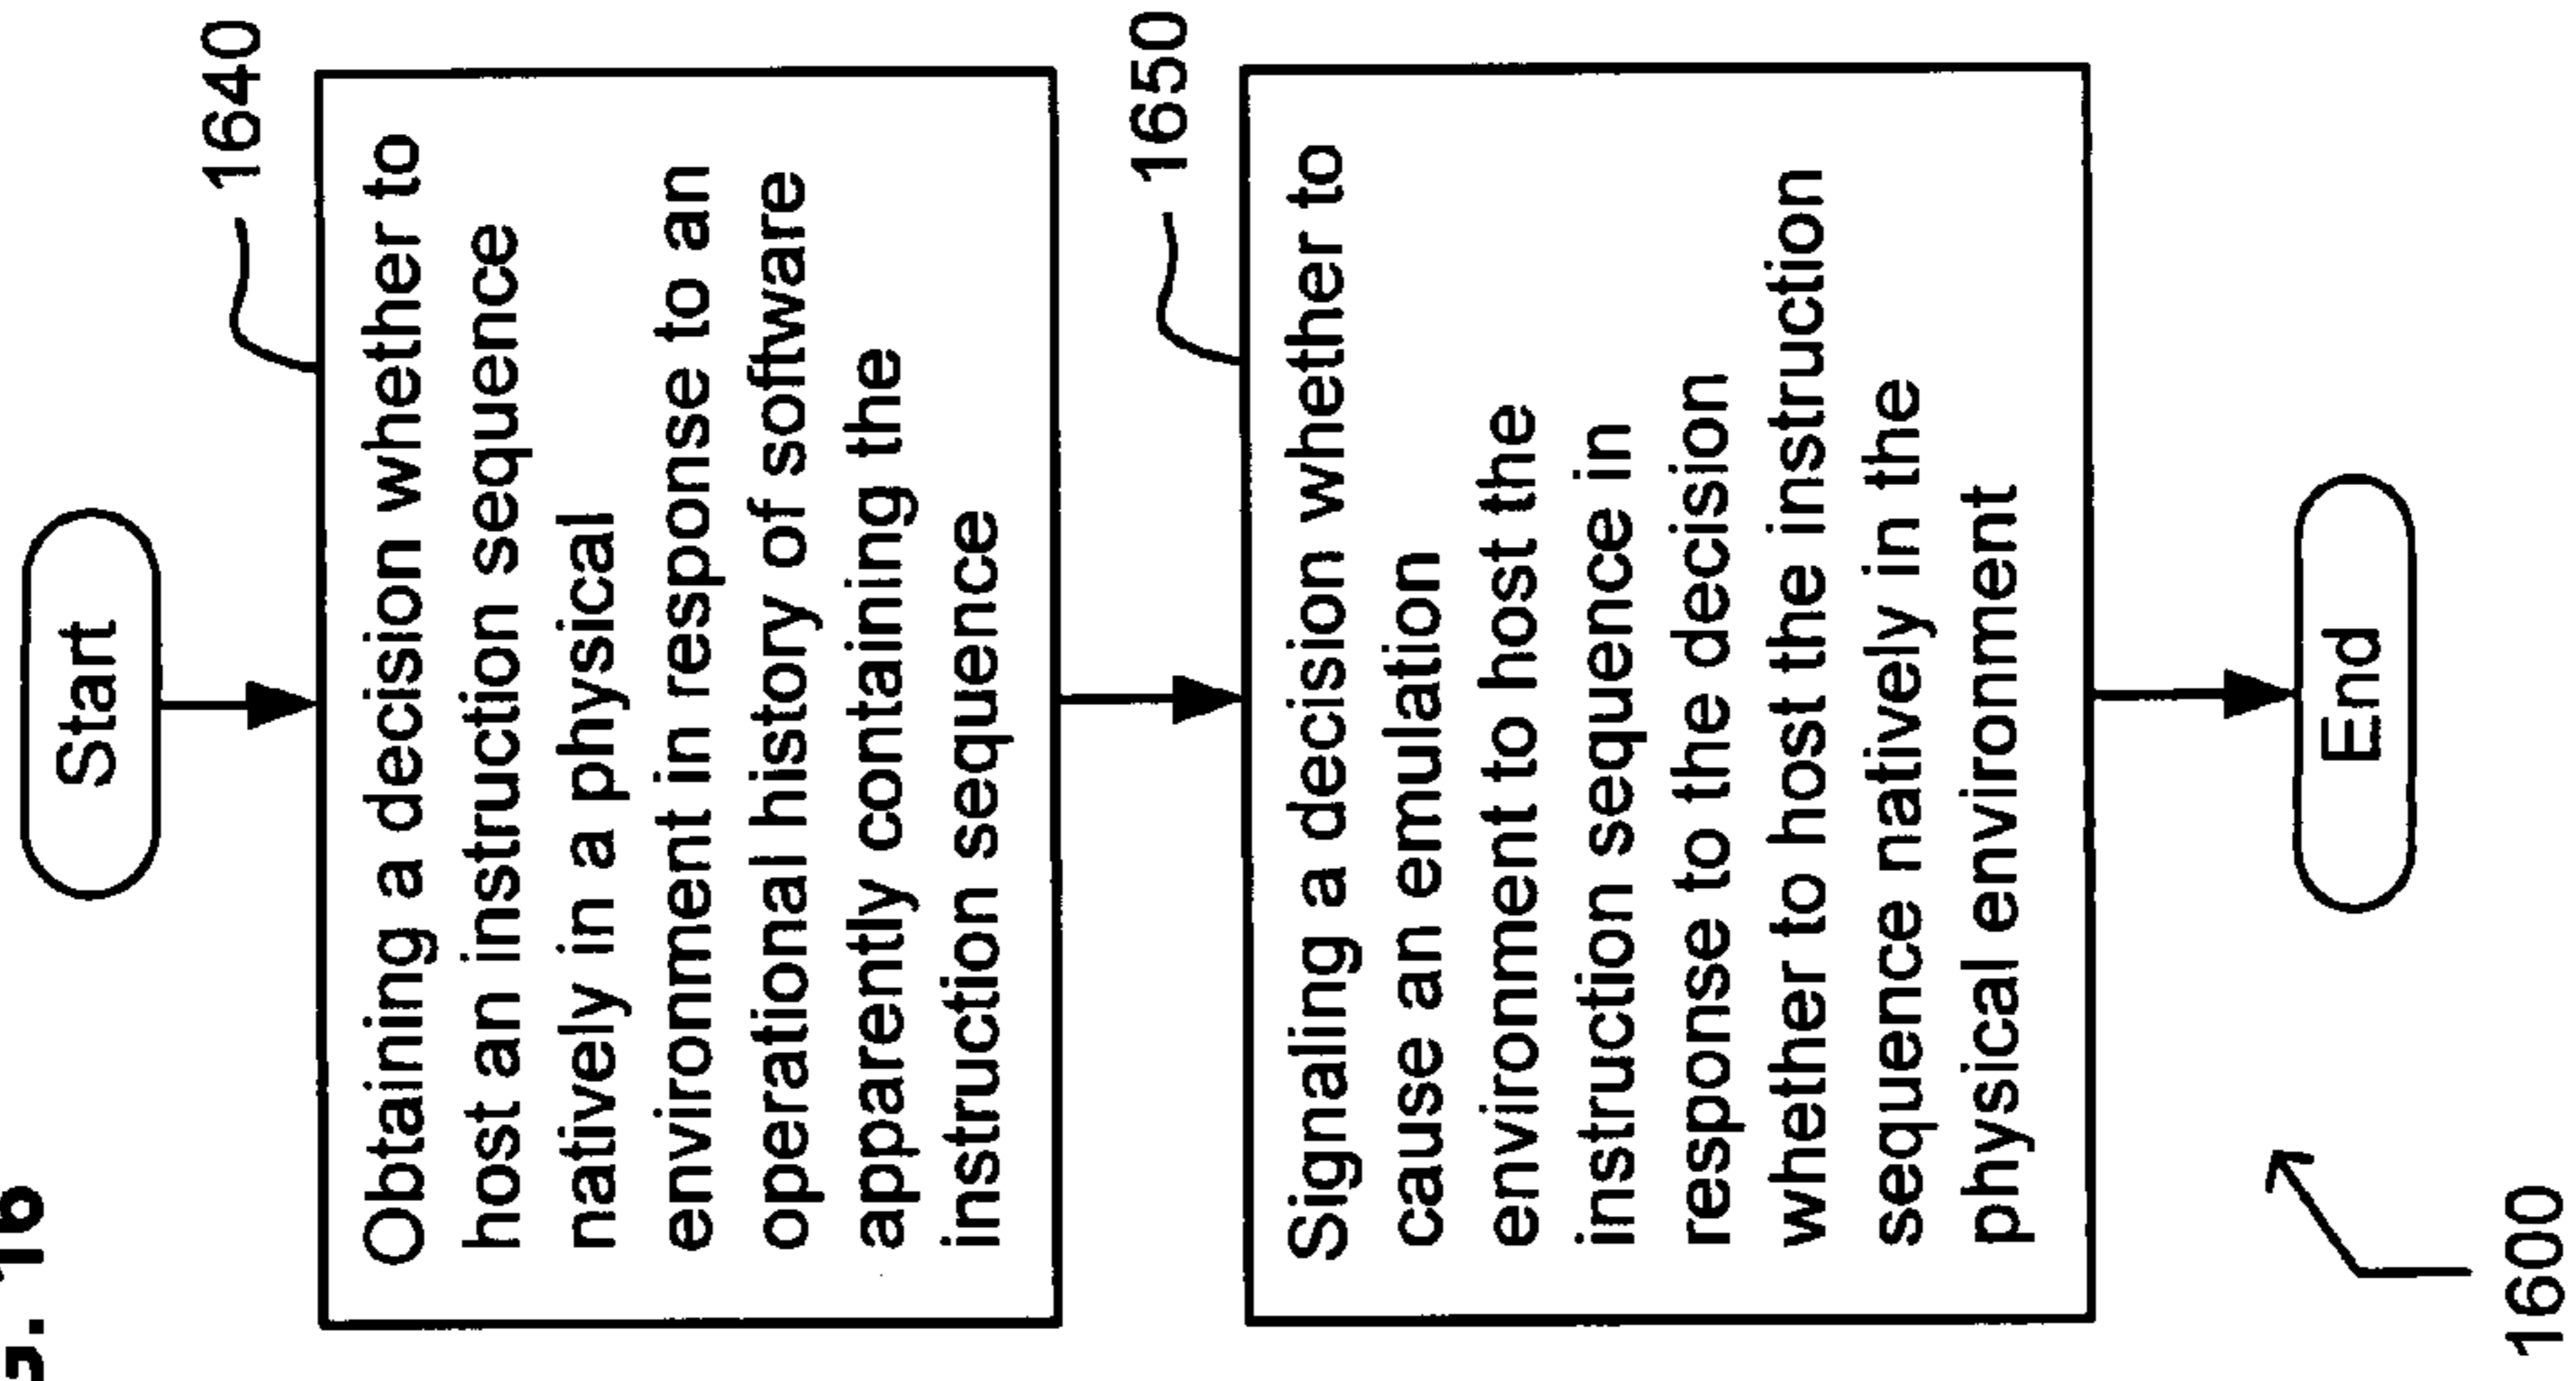 G. 16
Start
1640
Obtaining a decision whether to
host an instruction sequence
natively in a physical
environment in response to an
operational history of software
apparently containing the
instruction sequence
1650
Signaling a decision whether to
cause an emulation
environment to host the
instruction sequence in
response to the decision
whether to host the instruction
sequence natively in the
physical environment
End
1600